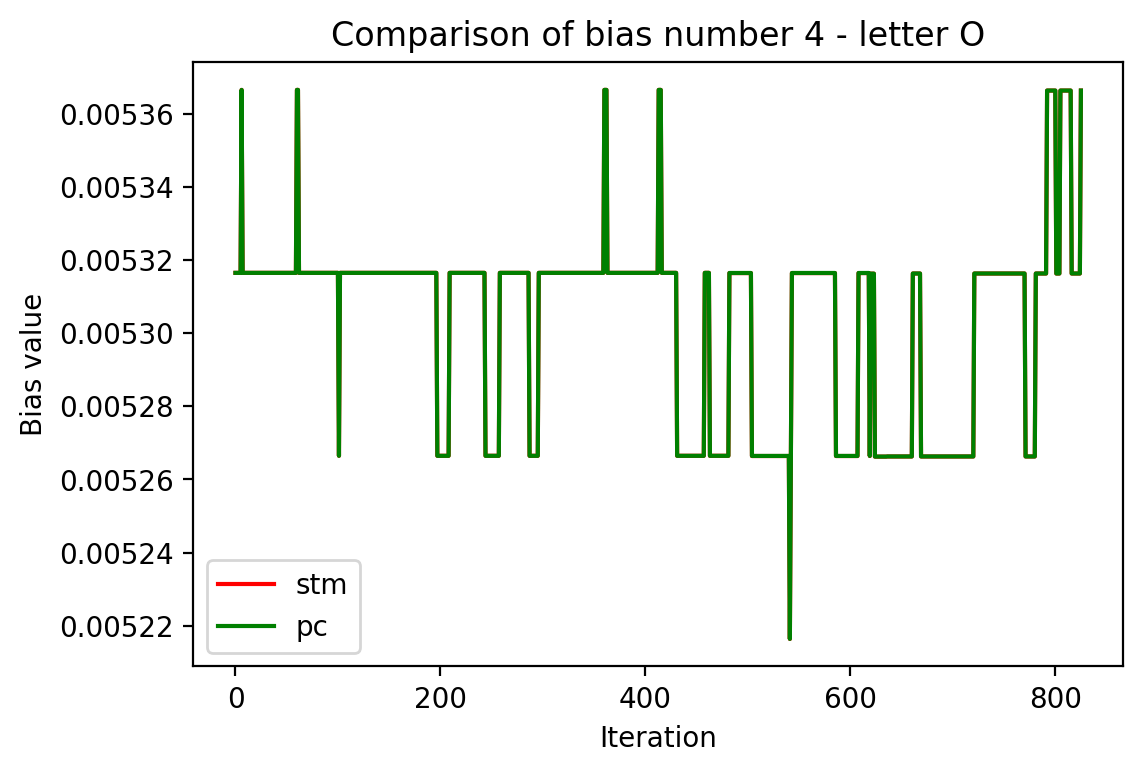 Comparison of bias number 4 - letter O
0.00536
0.00534
0.00532
0.00530
0.00528
0.00526
0.00524
0.00522
Bias value
stm
pc
0 200 400 600 800
Iteration